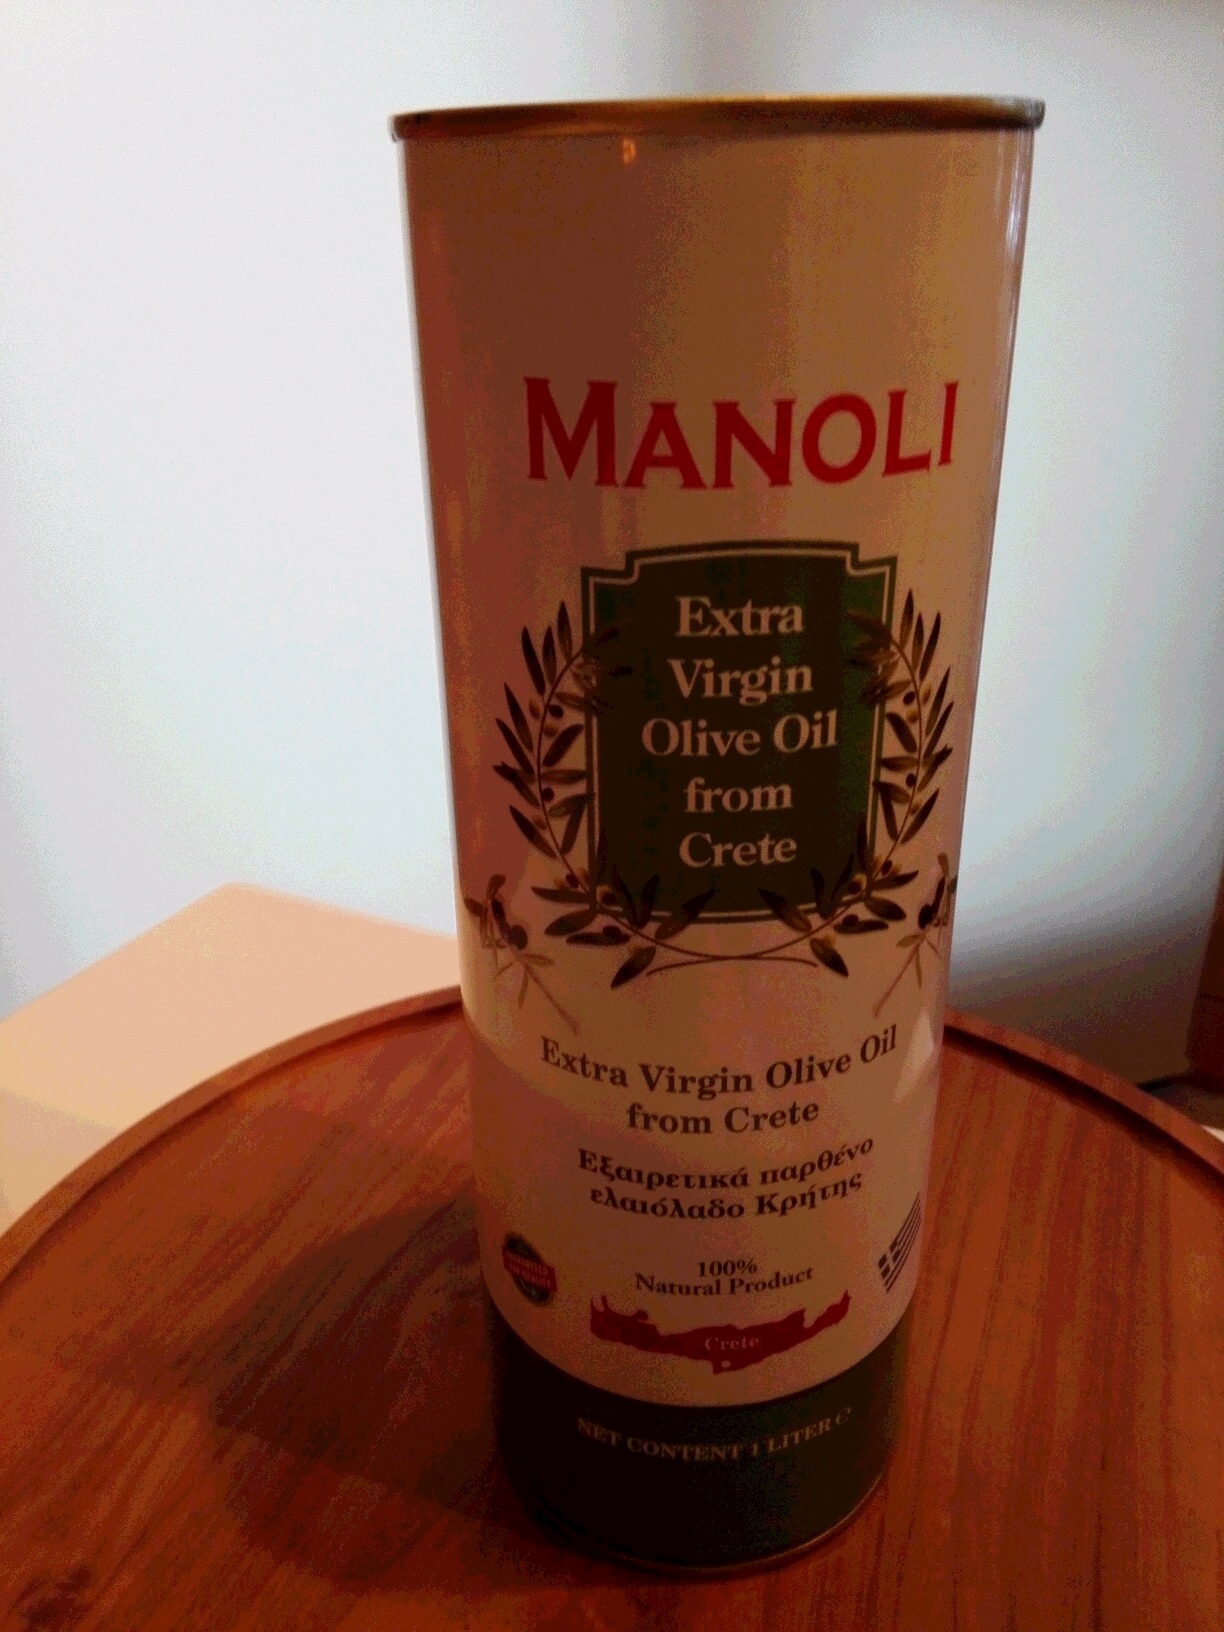 MANOLI
Extra
Virgin
Olive Oil
from
Crete
Extra Virgin Olive Oil
from Crete
Εξαιρετικά παρθένο
ελαιόλαδο Κρήτης
100%
Natural Product
Crete
NET CONTENT 1 LITER ℮